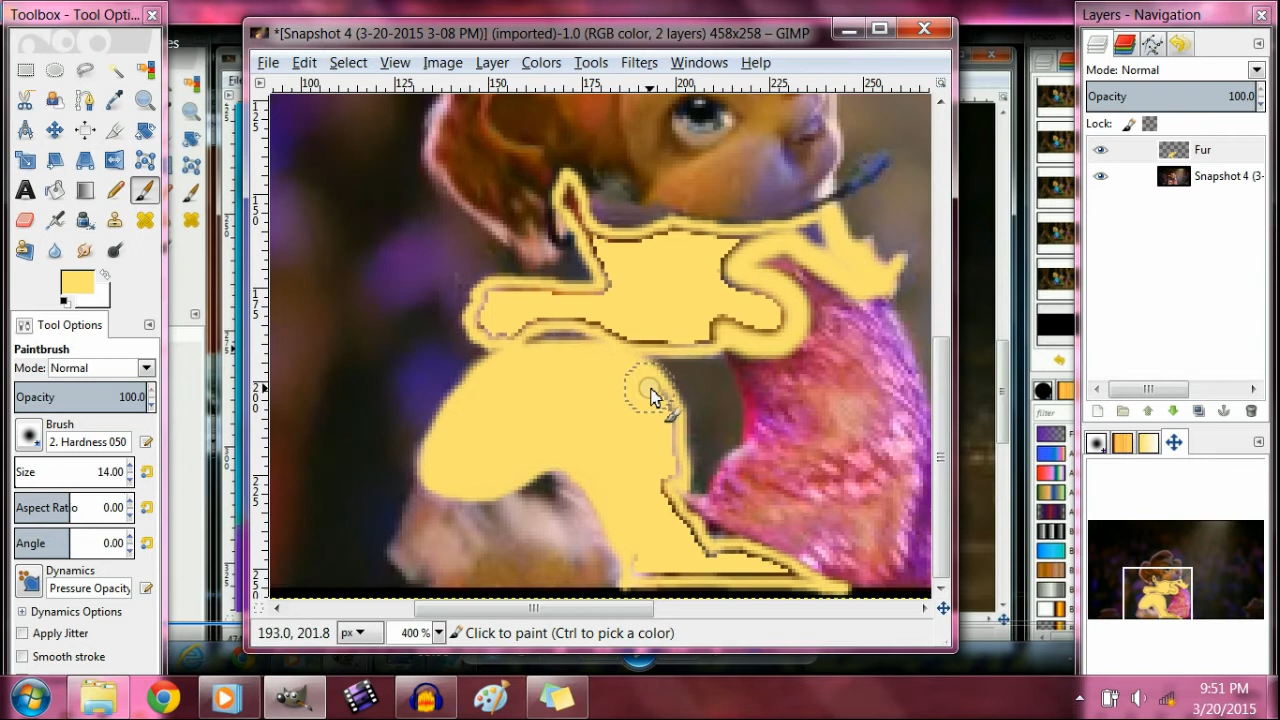 Toolbox - Tool Opti...
*[Snapshot 4 (3-20-2015 3-08 PM)] (imported)-1.0 (RGB color, 2 layers) 458x258 – GIMP
Layers - Navigation
File Edit Select View Image Layer Colors Tools Filters Windows Help
Mode: Normal
100 125 150 175 200 225 250
Opacity 100.0
Lock:
Fur
Snapshot 4 (3-
Tool Options
Paintbrush
Mode: Normal
Opacity 100.0
Brush
2. Hardness 050
Size 14.00
Aspect Ratio 0.00
Angle 0.00
Dynamics
Pressure Opacity
Dynamics Options
Apply Jitter
Smooth stroke
filter
193.0, 201.8 px 400 % Click to paint (Ctrl to pick a color)
9:51 PM
3/20/2015